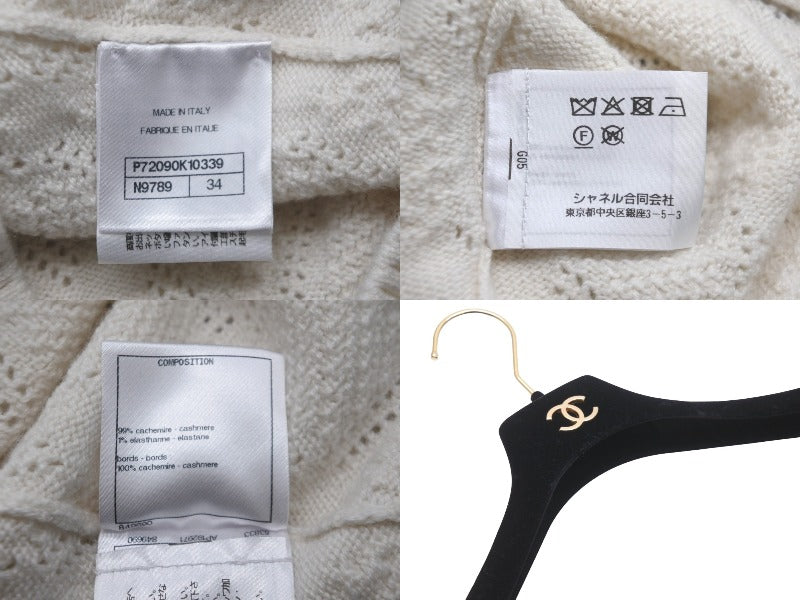 MADE IN ITALY
FABRIQUE EN ITALIE
P72090K10339
N9789 34
G05
シャネル合同会社
東京都中央区銀座3-5-3
COMPOSITION
99% cachemire - cashmere
1% elasthanne - elastane
bords - bords
100% cachemire - cashmere